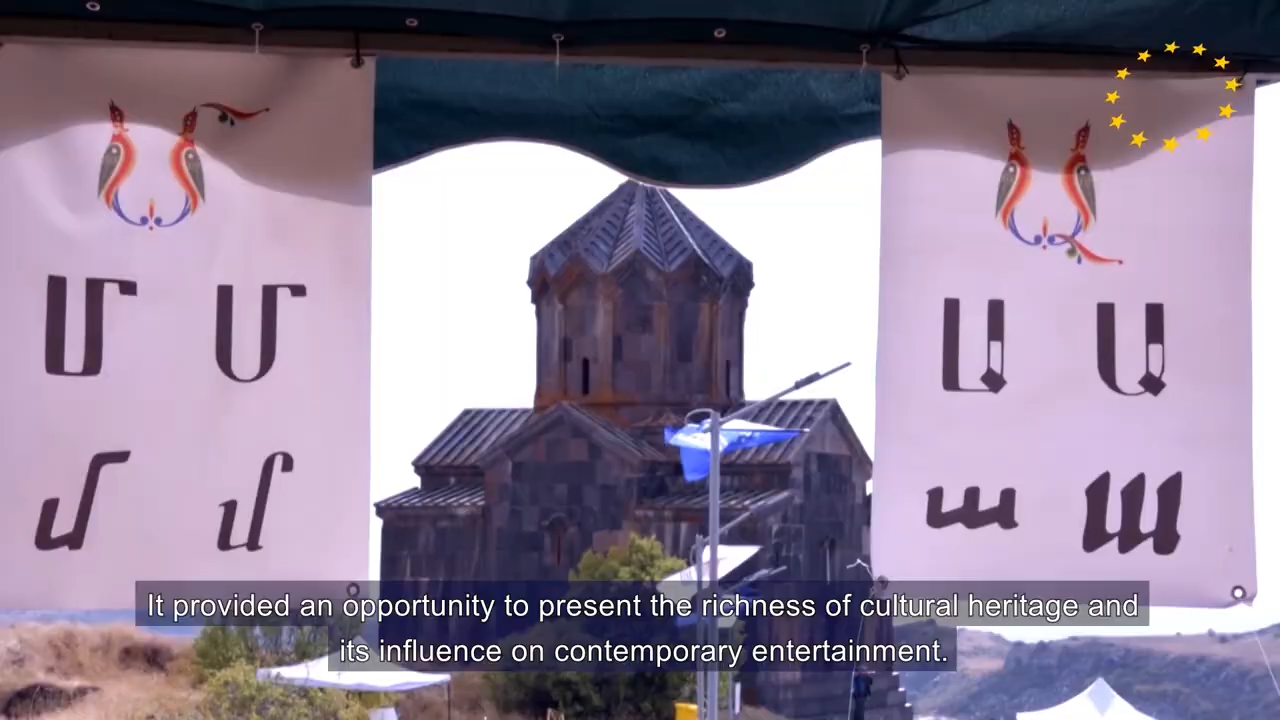 Մ Մ
մ մ
Ա Ա
ա ա
It provided an opportunity to present the richness of cultural heritage and
its influence on contemporary entertainment.